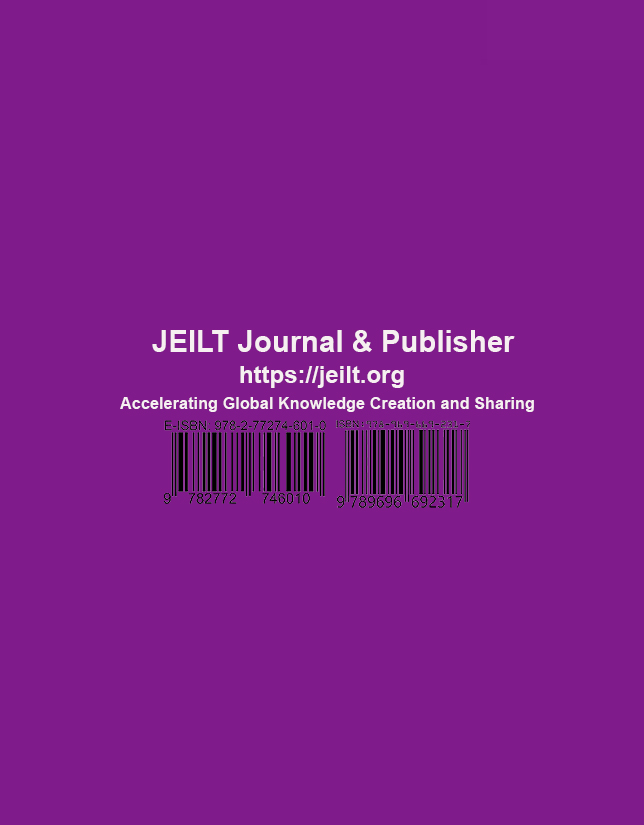 JEILT Journal & Publisher
https://jeilt.org
Accelerating Global Knowledge Creation and Sharing
E-ISBN 978-2-77274-601-0
9 782772 746010
9 789696 692317